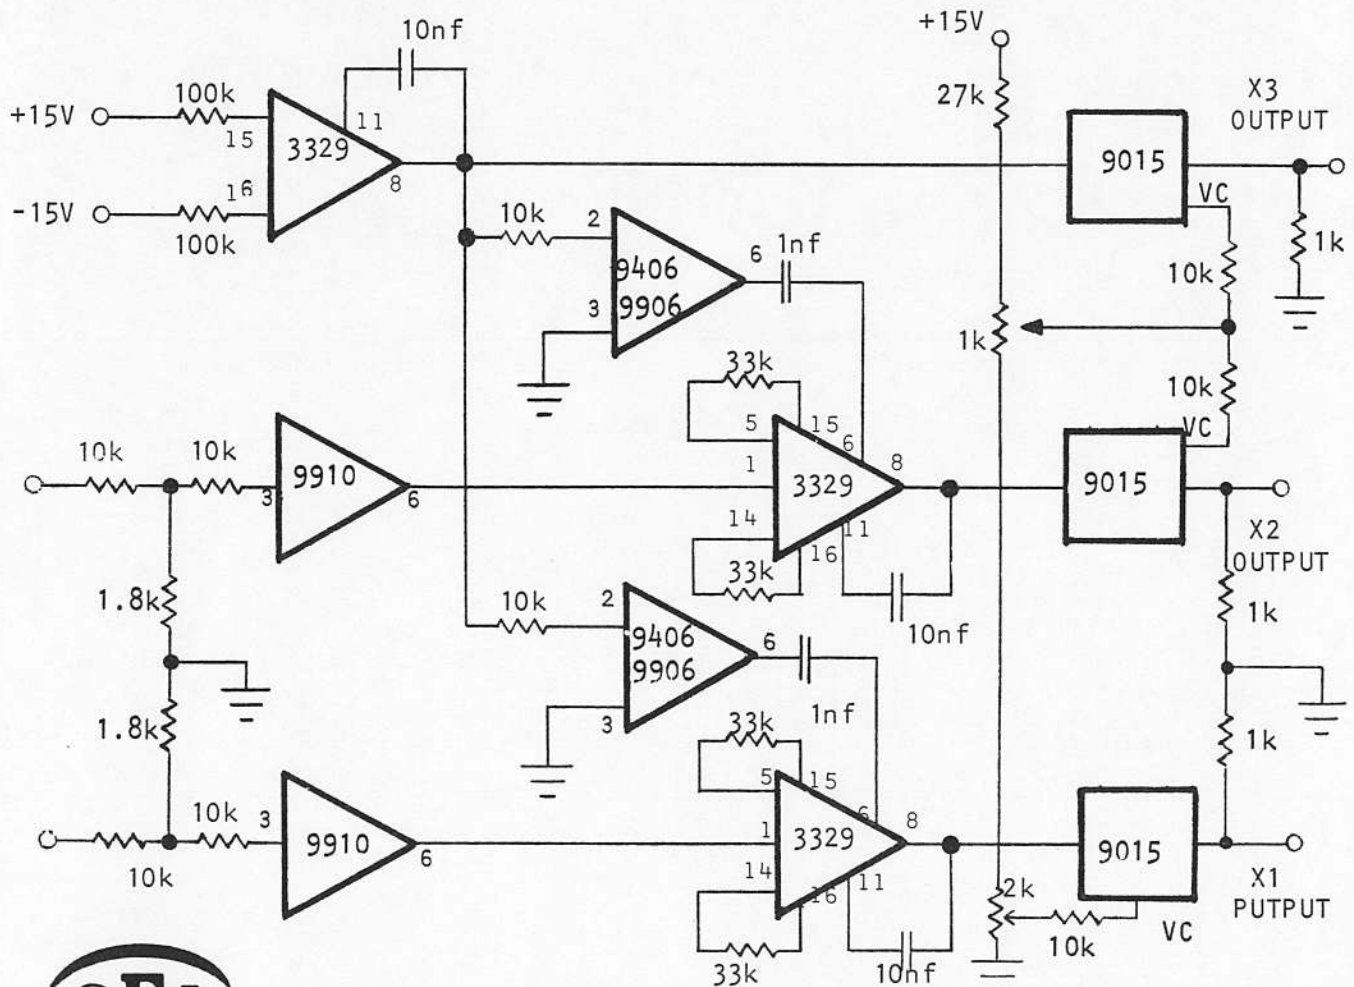 10nf
+15V
100k
15
11
3329
8
-15V
16
100k
+15V
27k
9015
VC
X3
OUTPUT
1k
10k
10k
2
9406
9906
3
6
1nf
1k
10k
VC
33k
5
15
6
1
3329
8
14
11
16
33k
10nf
9015
X2
OUTPUT
1k
10k
10k
3
9910
6
1.8k
1.8k
10k
2
9406
9906
3
6
1nf
1k
33k
5
15
6
1
3329
8
14
11
16
33k
10nf
10k
10k
3
9910
6
2k
10k
9015
VC
X1
PUTPUT